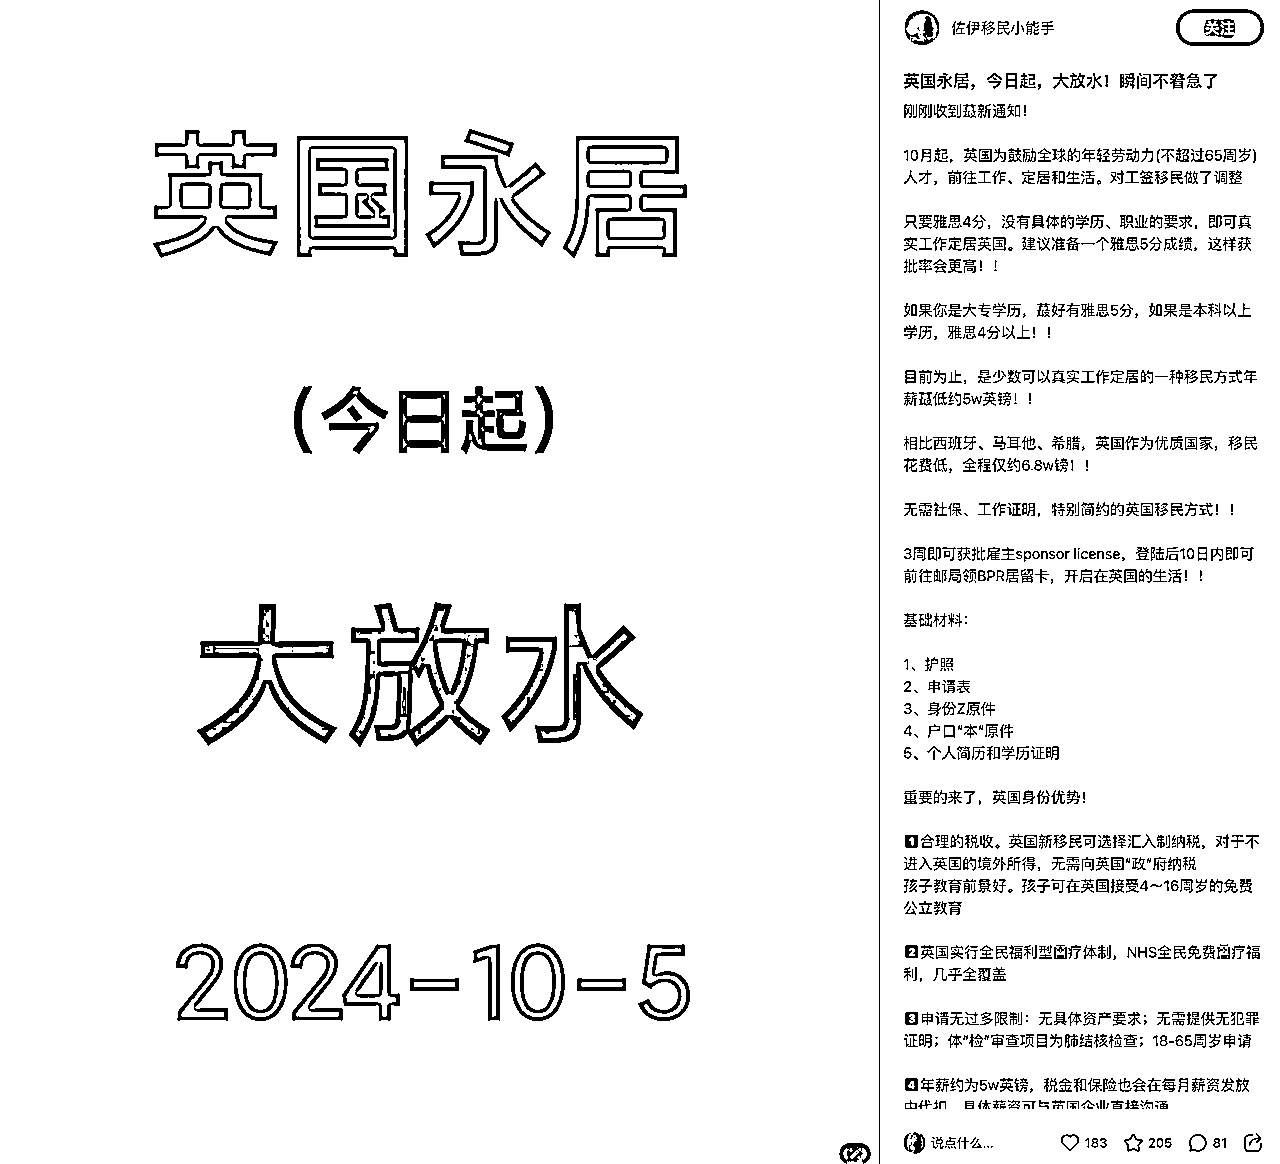 英国永居
(今日起)
大放水
2024-10-5
佐伊移民小能手
关注
英国永居，今日起，大放水！瞬间不着急了
刚刚收到最新通知！
10月起，英国为鼓励全球的年轻劳动力(不超过65周岁)
人才，前往工作、定居和生活。对工签移民做了调整
只要雅思4分，没有具体的学历、职业的要求，即可真
实工作定居英国。建议准备一个雅思5分成绩，这样获
批率会更高！！
如果你是大专学历，最好有雅思5分，如果是本科以上
学历，雅思4分以上！！
目前为止，是少数可以真实工作定居的一种移民方式年
薪最低约5w英镑！！
相比西班牙、马耳他、希腊，英国作为优质国家，移民
花费低，全程仅约6.8w镑！！
无需社保、工作证明，特别简约的英国移民方式！！
3周即可获批雇主sponsor license，登陆后10日内即可
前往邮局领BPR居留卡，开启在英国的生活！！
基础材料：
1、护照
2、申请表
3、身份Z原件
4、户口“本“原件
5、个人简历和学历证明
重要的来了，英国身份优势！
1合理的税收。英国新移民可选择汇入制纳税，对于不
进入英国的境外所得，无需向英国“政”府纳税
孩子教育前景好。孩子可在英国接受4～16周岁的免费
公立教育
2英国实行全民福利型医疗体制，NHS全民免费医疗福
利，几乎全覆盖
3申请无过多限制：无具体资产要求；无需提供无犯罪
证明；体“检”审查项目为肺结核检查；18-65周岁申请
4年薪约为5w英镑，税金和保险也会在每月薪资发放
中代扣，具体薪资可与英国企业直接沟通
说点什么...
183
205
81